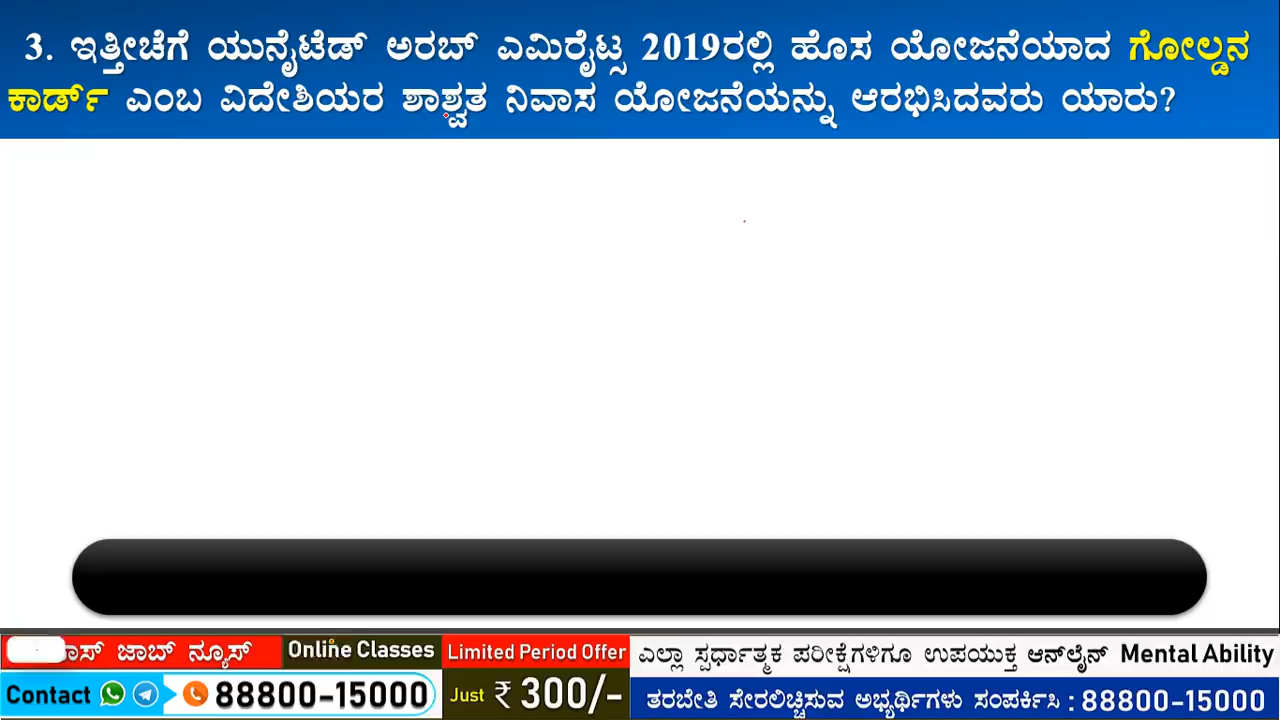 3. ಇತ್ತೀಚೆಗೆ ಯುನೈಟೆಡ್ ಅರಬ್ ಎಮಿರೈಟ್ಸ 2019ರಲ್ಲಿ ಹೊಸ ಯೋಜನೆಯಾದ ಗೋಲ್ಡನ
ಕಾರ್ಡ್ ಎಂಬ ವಿದೇಶಿಯರ ಶಾಶ್ವತ ನಿವಾಸ ಯೋಜನೆಯನ್ನು ಆರಭಿಸಿದವರು ಯಾರು?
ಜಾಬ್ ನ್ಯೂಸ್ Online Classes Limited Period Offer ಎಲ್ಲಾ ಸ್ಪರ್ಧಾತ್ಮಕ ಪರೀಕ್ಷೆಗಳಿಗೂ ಉಪಯುಕ್ತ ಆನ್‌ಲೈನ್ Mental Ability
Contact 88800-15000 Just ₹ 300/- ತರಬೇತಿ ಸೇರಲಿಚ್ಚಿಸುವ ಅಭ್ಯರ್ಥಿಗಳು ಸಂಪರ್ಕಿಸಿ : 88800-15000